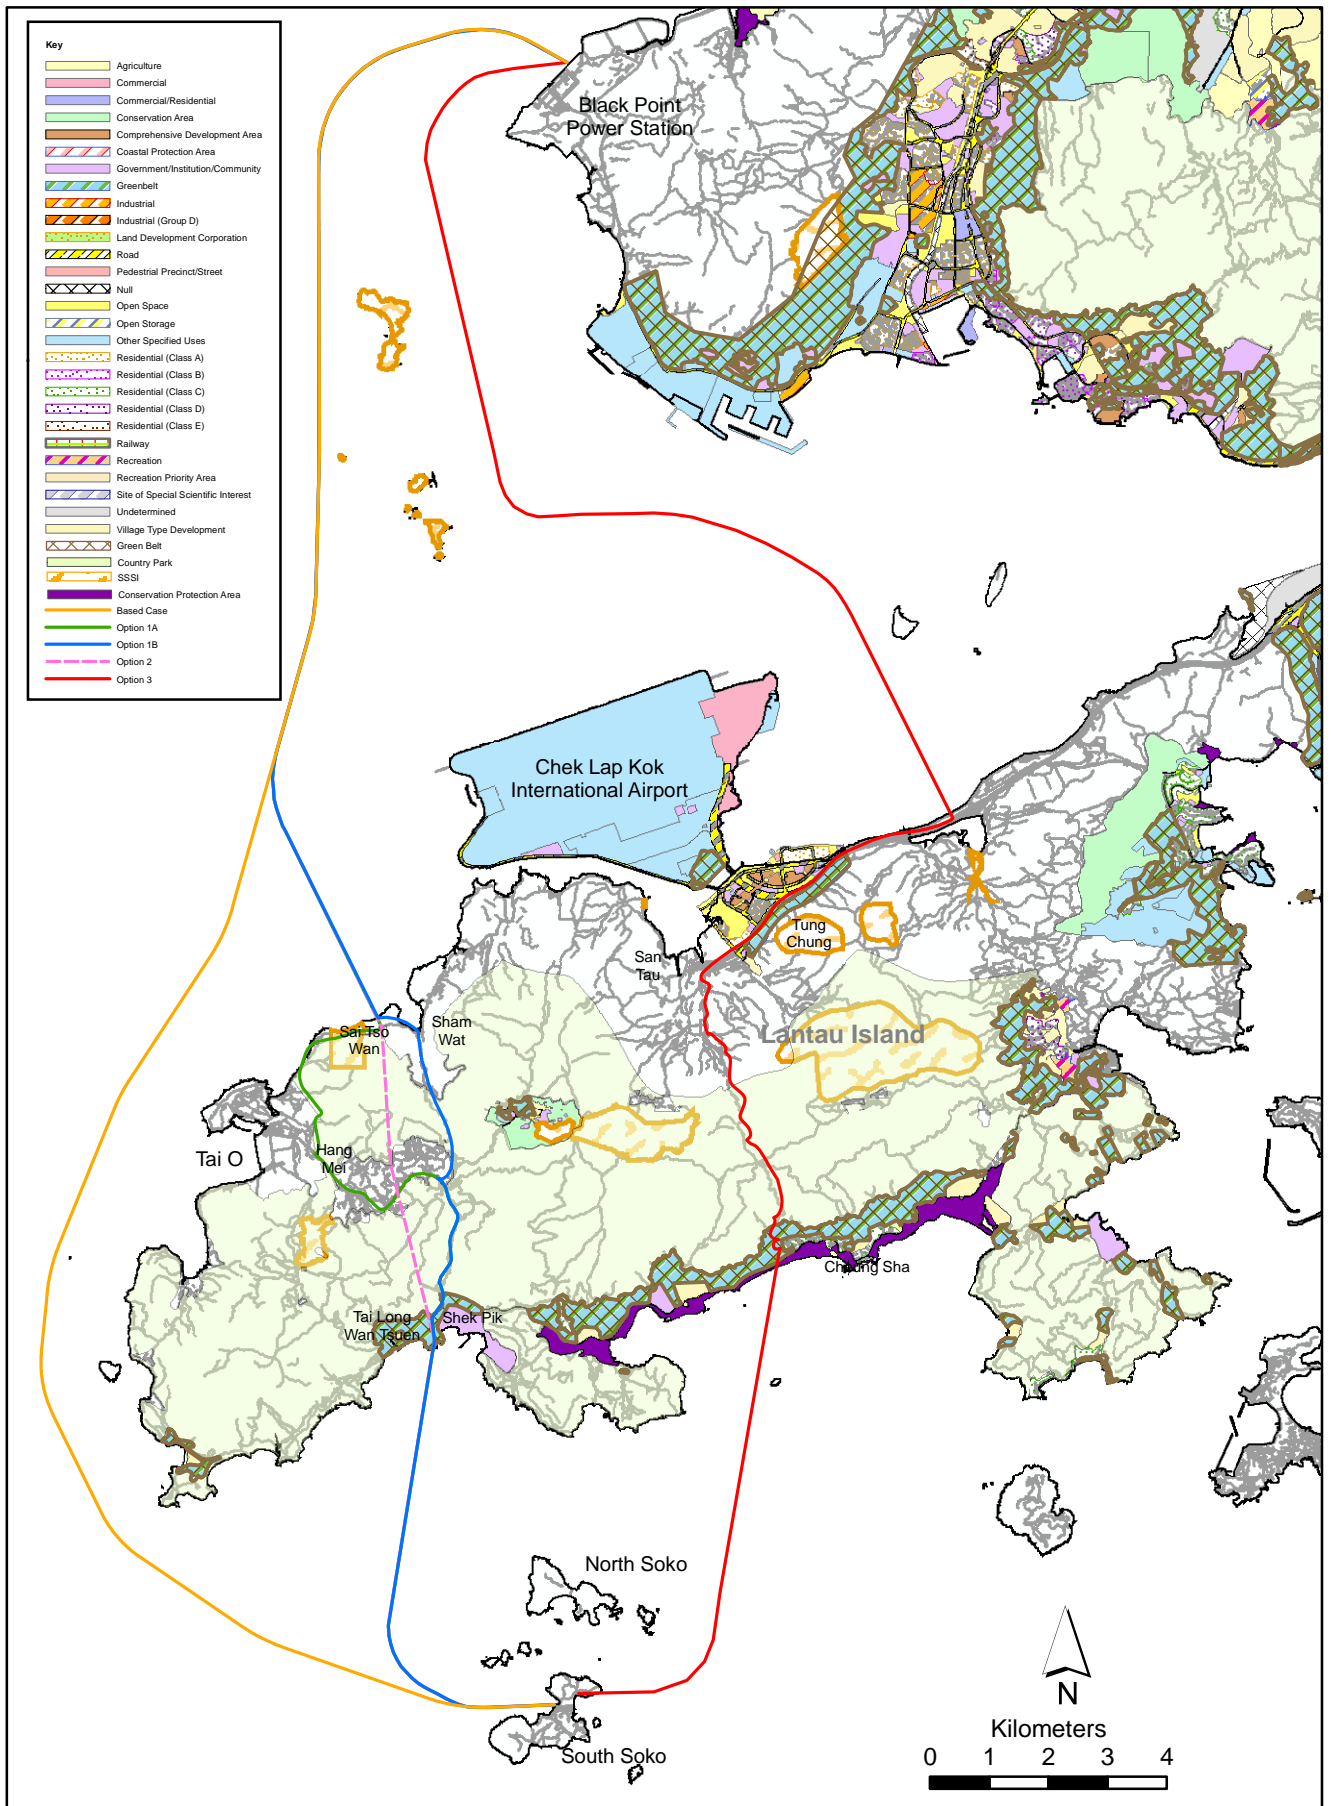 Key
Agriculture
Commercial
Commercial/Residential
Conservation Area
Comprehensive Development Area
Coastal Protection Area
Government/Institution/Community
Greenbelt
Industrial
Industrial (Group D)
Land Development Corporation
Road
Pedestrial Precinct/Street
Null
Open Space
Open Storage
Other Specified Uses
Residential (Class A)
Residential (Class B)
Residential (Class C)
Residential (Class D)
Residential (Class E)
Railway
Recreation
Recreation Priority Area
Site of Special Scientific Interest
Undetermined
Village Type Development
Green Belt
Country Park
SSSI
Conservation Protection Area
Based Case
Option 1A
Option 1B
Option 2
Option 3
Black Point
Power Station
Chek Lap Kok
International Airport
Tung
Chung
San
Tau
Sham
Wat
Sai Tso
Wan
Lantau Island
Tai O
Hang
Mei
Cheung Sha
Tai Long
Wan Tsuen
Shek Pik
North Soko
South Soko
N
Kilometers
0 1 2 3 4